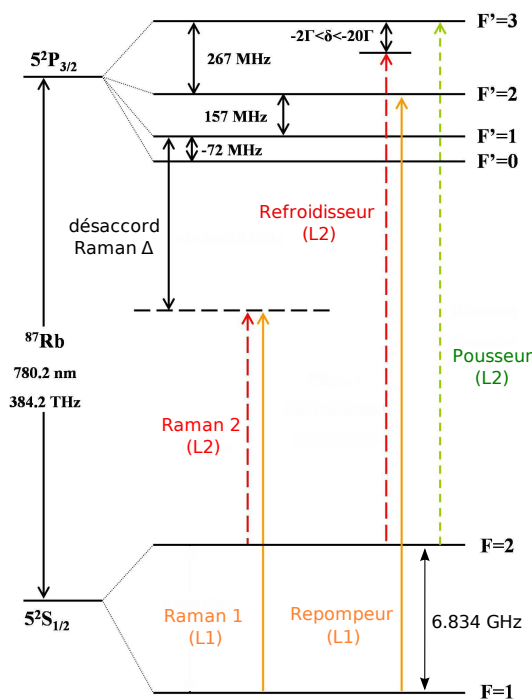 F'=3
-2Γ<δ<-20Γ
5²P₃/₂
267 MHz
F'=2
157 MHz
F'=1
-72 MHz
F'=0
Refroidisseur
(L2)
désaccord
Raman Δ
⁸⁷Rb
780.2 nm
384.2 THz
Pousseur
(L2)
Raman 2
(L2)
F=2
5²S₁/₂
Raman 1
(L1)
Repompeur
(L1)
6.834 GHz
F=1